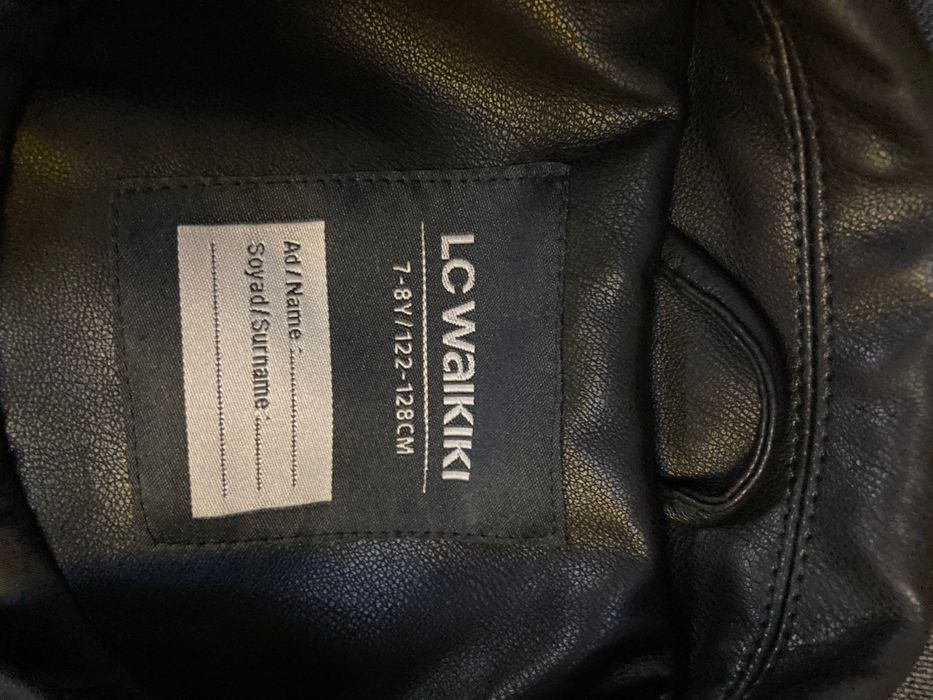 LC WaiKiKi
7-8Y/122-128CM
Ad/Name :
Soyad/Surname :